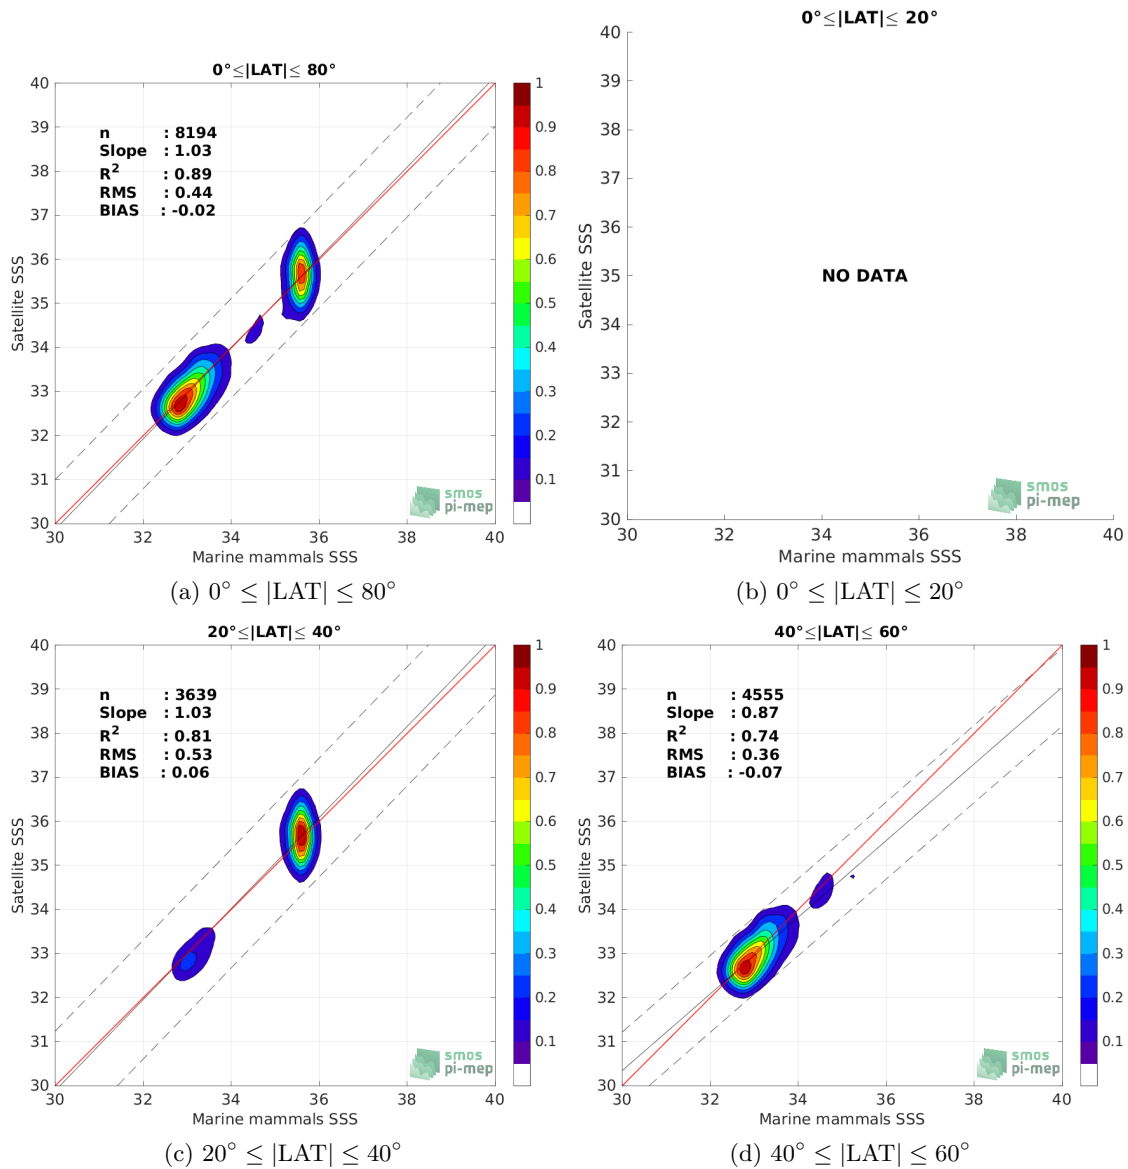 0°≤|LAT|≤ 80°
40
39
38
37
36
35
34
33
32
31
30
n : 8194
Slope : 1.03
R2 : 0.89
RMS : 0.44
BIAS : -0.02
Satellite SSS
30 32 34 36 38 40
Marine mammals SSS
smos
pi-mep
1
0.9
0.8
0.7
0.6
0.5
0.4
0.3
0.2
0.1
(a) 0° ≤ |LAT| ≤ 80°
0°≤|LAT|≤ 20°
40
39
38
37
36
35
34
33
32
31
30
NO DATA
Satellite SSS
30 32 34 36 38 40
Marine mammals SSS
smos
pi-mep
(b) 0° ≤ |LAT| ≤ 20°
20°≤|LAT|≤ 40°
40
39
38
37
36
35
34
33
32
31
30
n : 3639
Slope : 1.03
R2 : 0.81
RMS : 0.53
BIAS : 0.06
Satellite SSS
30 32 34 36 38 40
Marine mammals SSS
smos
pi-mep
1
0.9
0.8
0.7
0.6
0.5
0.4
0.3
0.2
0.1
(c) 20° ≤ |LAT| ≤ 40°
40°≤|LAT|≤ 60°
40
39
38
37
36
35
34
33
32
31
30
n : 4555
Slope : 0.87
R2 : 0.74
RMS : 0.36
BIAS : -0.07
Satellite SSS
30 32 34 36 38 40
Marine mammals SSS
smos
pi-mep
1
0.9
0.8
0.7
0.6
0.5
0.4
0.3
0.2
0.1
(d) 40° ≤ |LAT| ≤ 60°